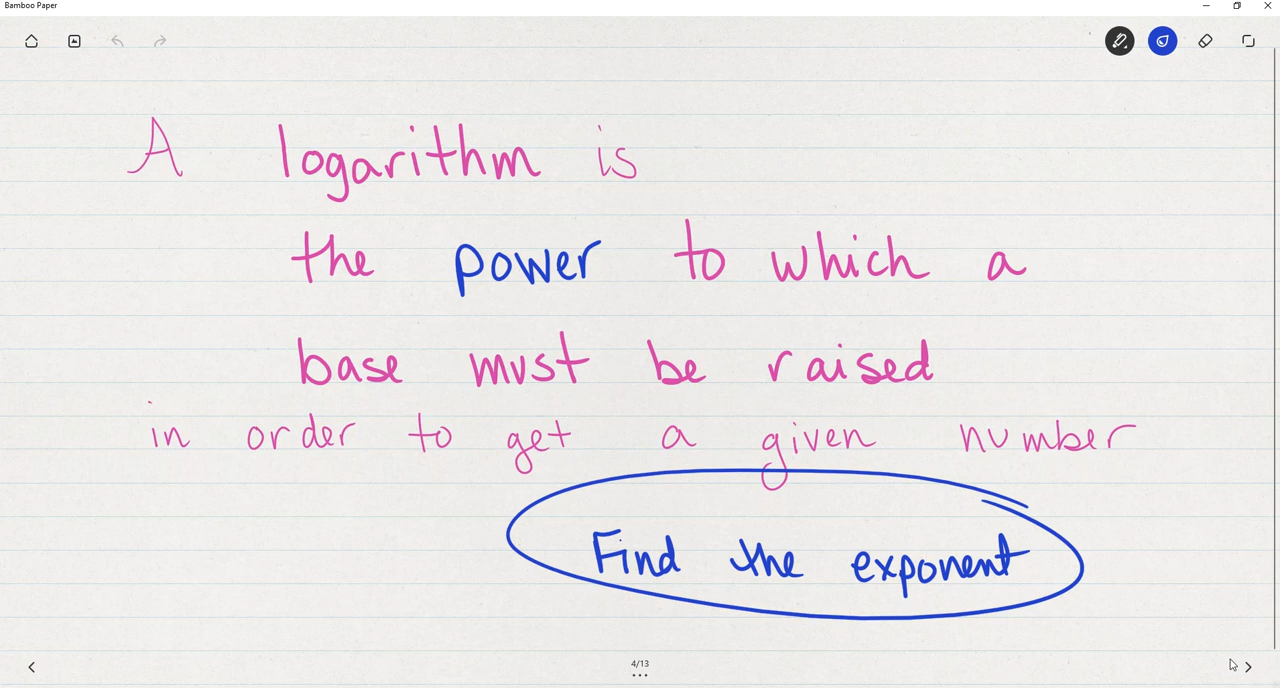 Bamboo Paper
A logarithm is
the power to which a
base must be raised
in order to get a given number
Find the exponent
4/13